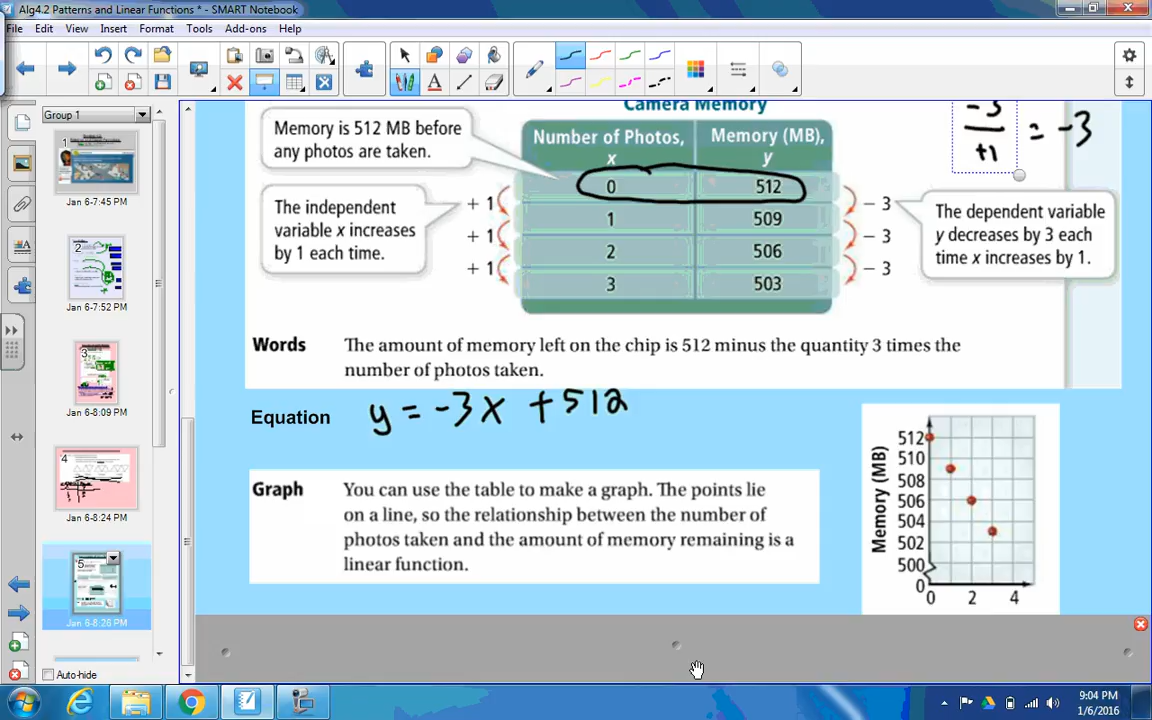 Alg4.2 Patterns and Linear Functions * - SMART Notebook
File Edit View Insert Format Tools Add-ons Help
Group 1
1
Jan 6-7:45 PM
2
Jan 6-7:52 PM
3
Jan 6-8:09 PM
4
Jan 6-8:24 PM
5
Jan 6-8:28 PM
Auto-hide
Camera Memory
Memory is 512 MB before
any photos are taken.
Number of Photos, Memory (MB),
x y
0 512
1 509
2 506
3 503
-3
+1
= -3
The independent
variable x increases
by 1 each time.
+ 1
+ 1
+ 1
− 3
− 3
− 3
The dependent variable
y decreases by 3 each
time x increases by 1.
Words The amount of memory left on the chip is 512 minus the quantity 3 times the
number of photos taken.
Equation y = -3x + 512
Graph You can use the table to make a graph. The points lie
on a line, so the relationship between the number of
photos taken and the amount of memory remaining is a
linear function.
Memory (MB)
512
510
508
506
504
502
500
0
0 2 4
9:04 PM
1/6/2016